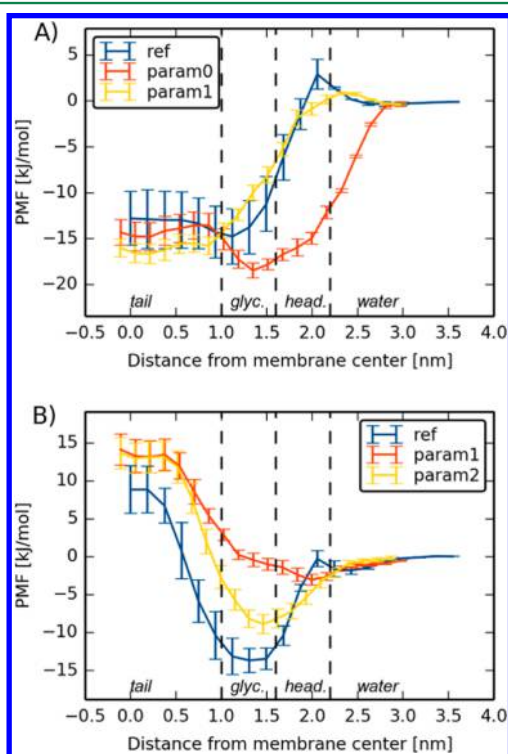 A)
ref
param0
param1
PMF [kJ/mol]
5
0
−5
−10
−15
−20
tail glyc. head. water
−0.5 0.0 0.5 1.0 1.5 2.0 2.5 3.0 3.5 4.0
Distance from membrane center [nm]
B)
ref
param1
param2
PMF [kJ/mol]
15
10
5
0
−5
−10
−15
tail glyc. head. water
−0.5 0.0 0.5 1.0 1.5 2.0 2.5 3.0 3.5 4.0
Distance from membrane center [nm]